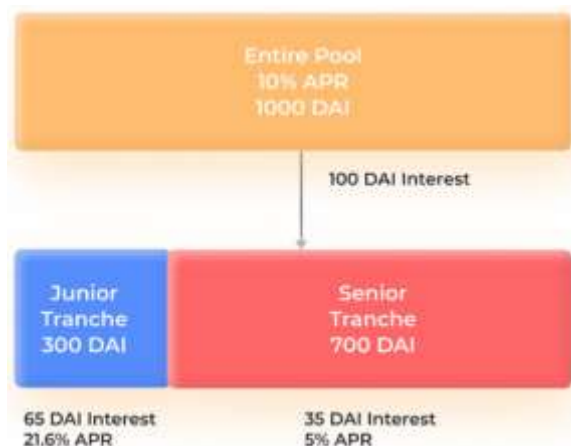 Entire Pool
10% APR
1000 DAI
100 DAI Interest
Junior
Tranche
300 DAI
Senior
Tranche
700 DAI
65 DAI Interest
21.6% APR
35 DAI Interest
5% APR